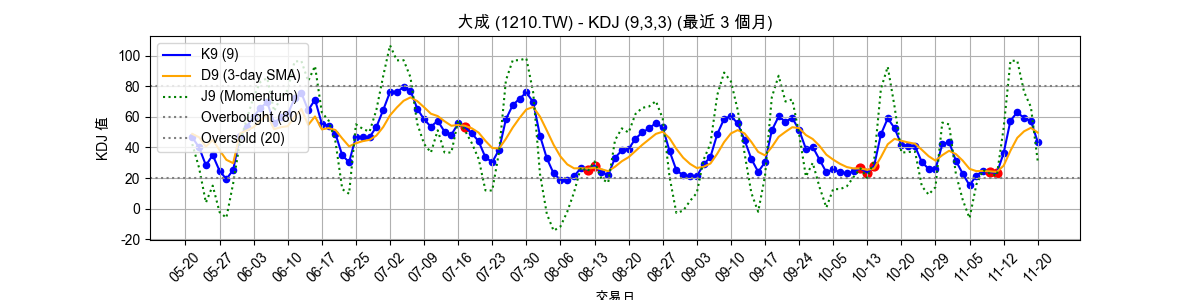 大成 (1210.TW) - KDJ (9,3,3) (最近 3 個月)
KDJ 值
100
80
60
40
20
0
-20
K9 (9)
D9 (3-day SMA)
J9 (Momentum)
Overbought (80)
Oversold (20)
05-20 05-27 06-03 06-10 06-17 06-25 07-02 07-09 07-16 07-23 07-30 08-06 08-13 08-20 08-27 09-03 09-10 09-17 09-24 10-05 10-13 10-20 10-29 11-05 11-12 11-20
交易日